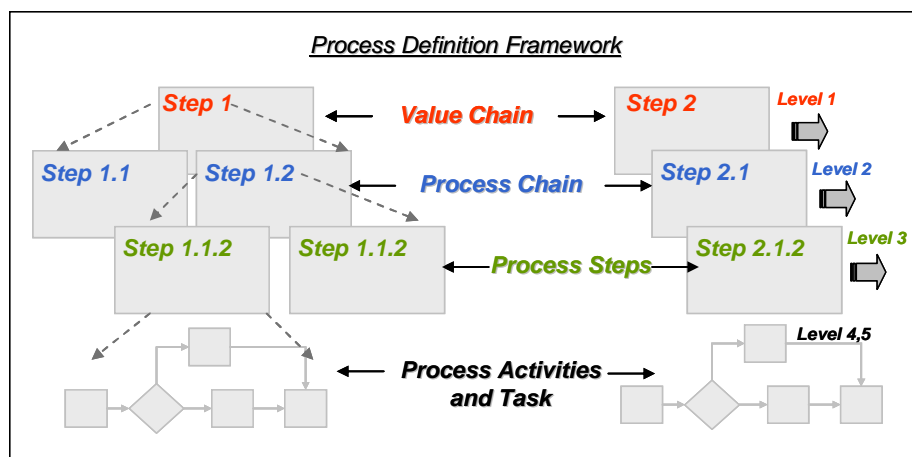 Process Definition Framework
Step 1
Value Chain
Step 2
Level 1
Step 1.1
Step 1.2
Process Chain
Step 2.1
Level 2
Step 1.1.2
Step 1.1.2
Process Steps
Step 2.1.2
Level 3
Level 4,5
Process Activities
and Task